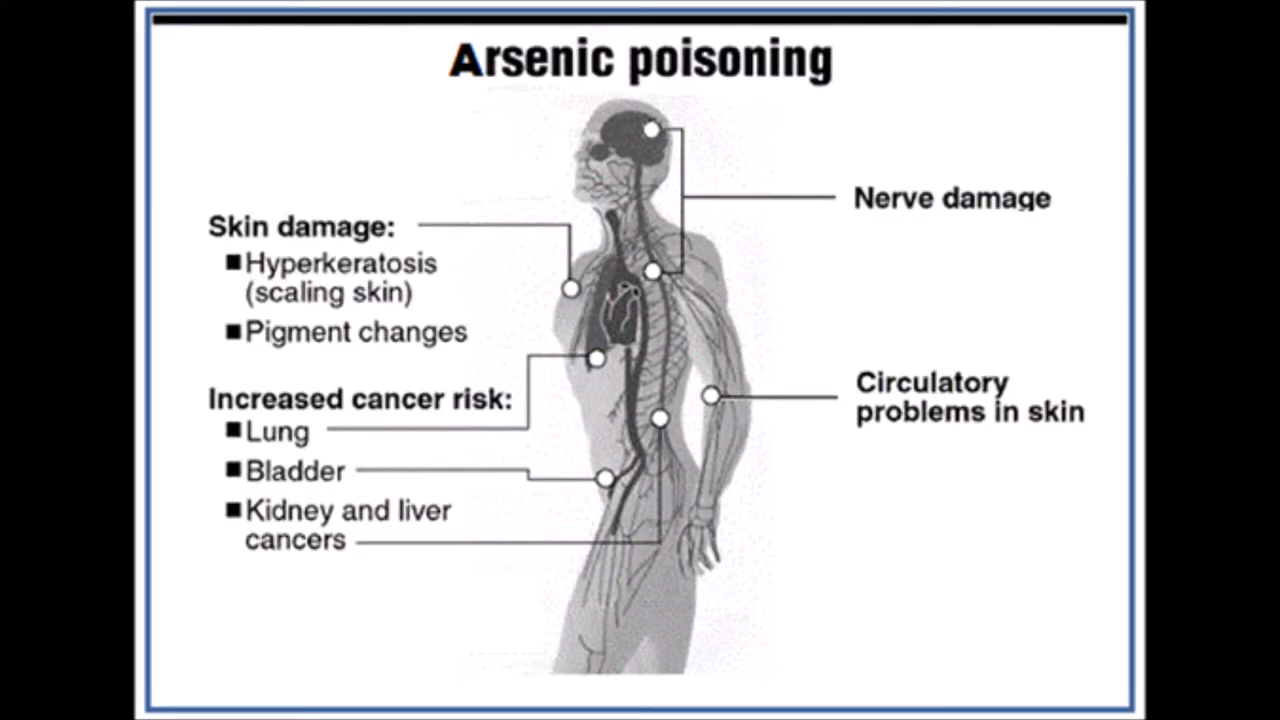 Arsenic poisoning
Skin damage:
■ Hyperkeratosis
(scaling skin)
■ Pigment changes
Increased cancer risk:
■ Lung
■ Bladder
■ Kidney and liver
cancers
Nerve damage
Circulatory
problems in skin